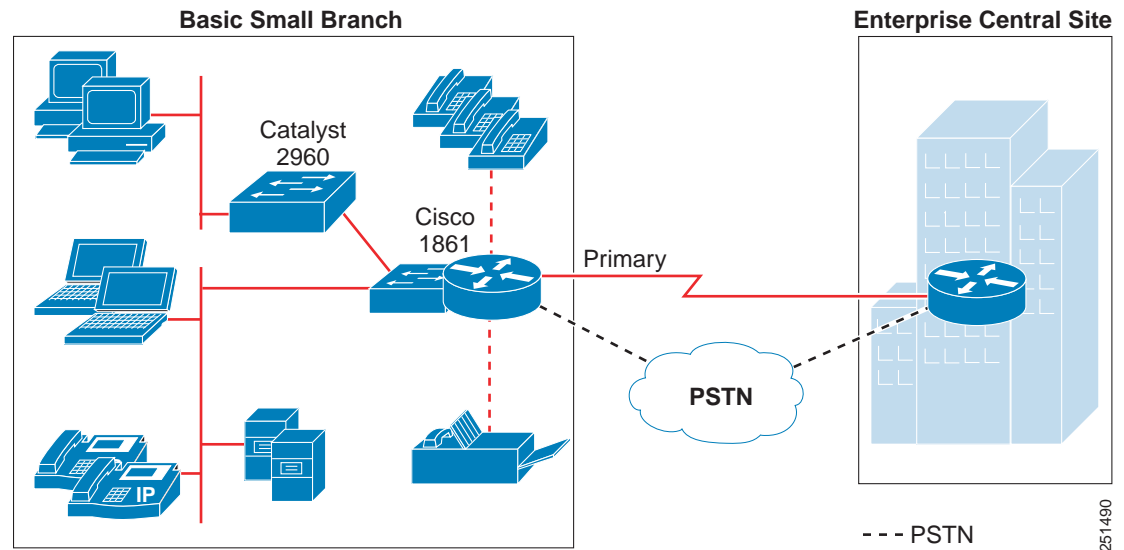 Basic Small Branch
Enterprise Central Site
Catalyst
2960
Cisco
1861
Primary
PSTN
IP
PSTN
251490